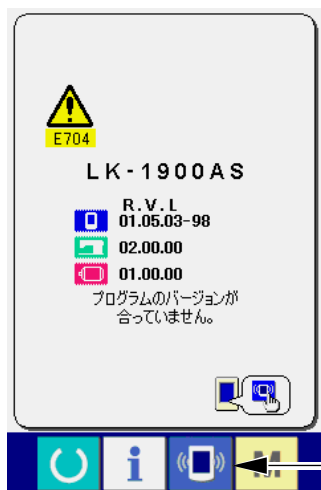 E704
LK-1900AS
R.V.L
01.05.03-98
02.00.00
01.00.00
プログラムのバージョンが
合っていません。
i
M